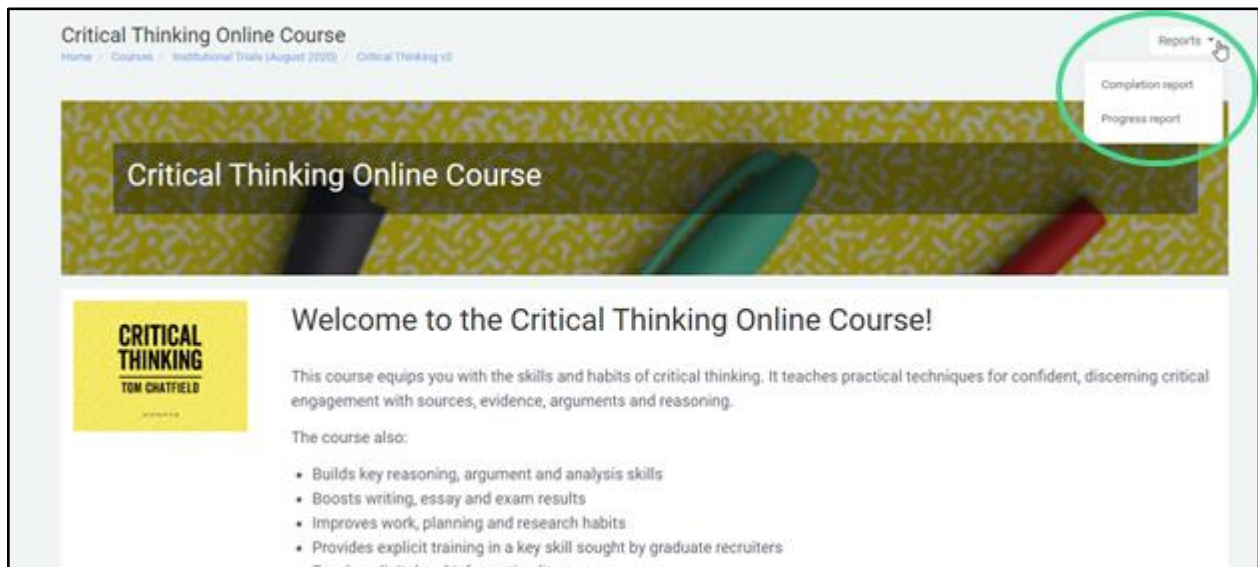 Critical Thinking Online Course
Home / Courses / Institutional Trials (August 2020) / Critical Thinking v2
Reports
Completion report
Progress report
Critical Thinking Online Course
CRITICAL
THINKING
TOM CHATFIELD
Welcome to the Critical Thinking Online Course!
This course equips you with the skills and habits of critical thinking. It teaches practical techniques for confident, discerning critical
engagement with sources, evidence, arguments and reasoning.
The course also:
• Builds key reasoning, argument and analysis skills
• Boosts writing, essay and exam results
• Improves work, planning and research habits
• Provides explicit training in a key skill sought by graduate recruiters